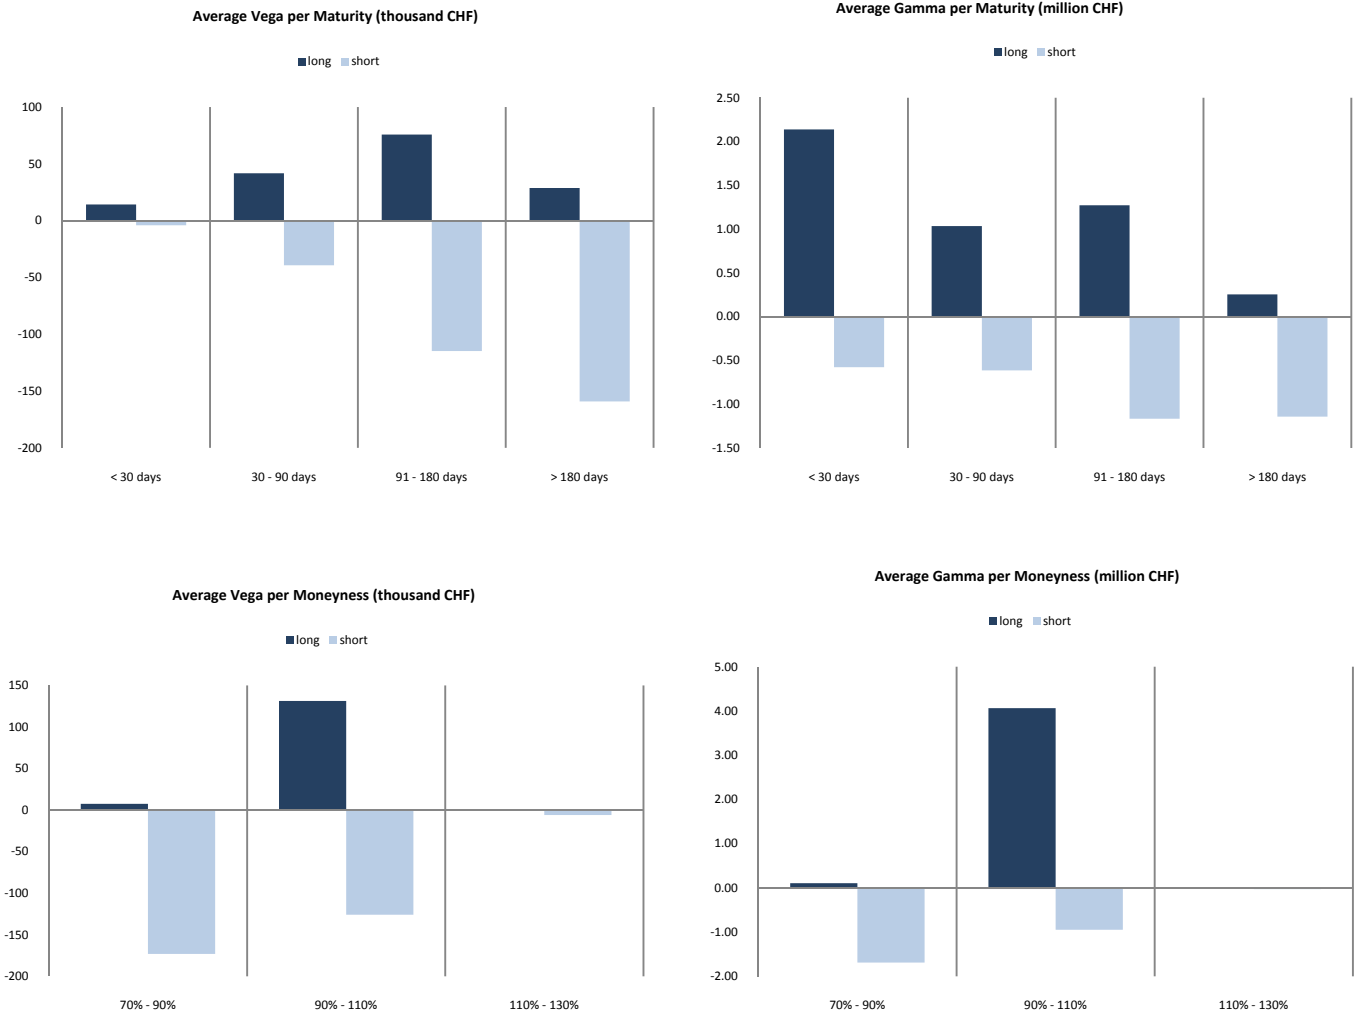 Average Vega per Maturity (thousand CHF)
long short
100
50
0
-50
-100
-150
-200
< 30 days 30 - 90 days 91 - 180 days > 180 days
Average Gamma per Maturity (million CHF)
long short
2.50
2.00
1.50
1.00
0.50
0.00
-0.50
-1.00
-1.50
< 30 days 30 - 90 days 91 - 180 days > 180 days
Average Vega per Moneyness (thousand CHF)
long short
150
100
50
0
-50
-100
-150
-200
70% - 90% 90% - 110% 110% - 130%
Average Gamma per Moneyness (million CHF)
long short
5.00
4.00
3.00
2.00
1.00
0.00
-1.00
-2.00
70% - 90% 90% - 110% 110% - 130%